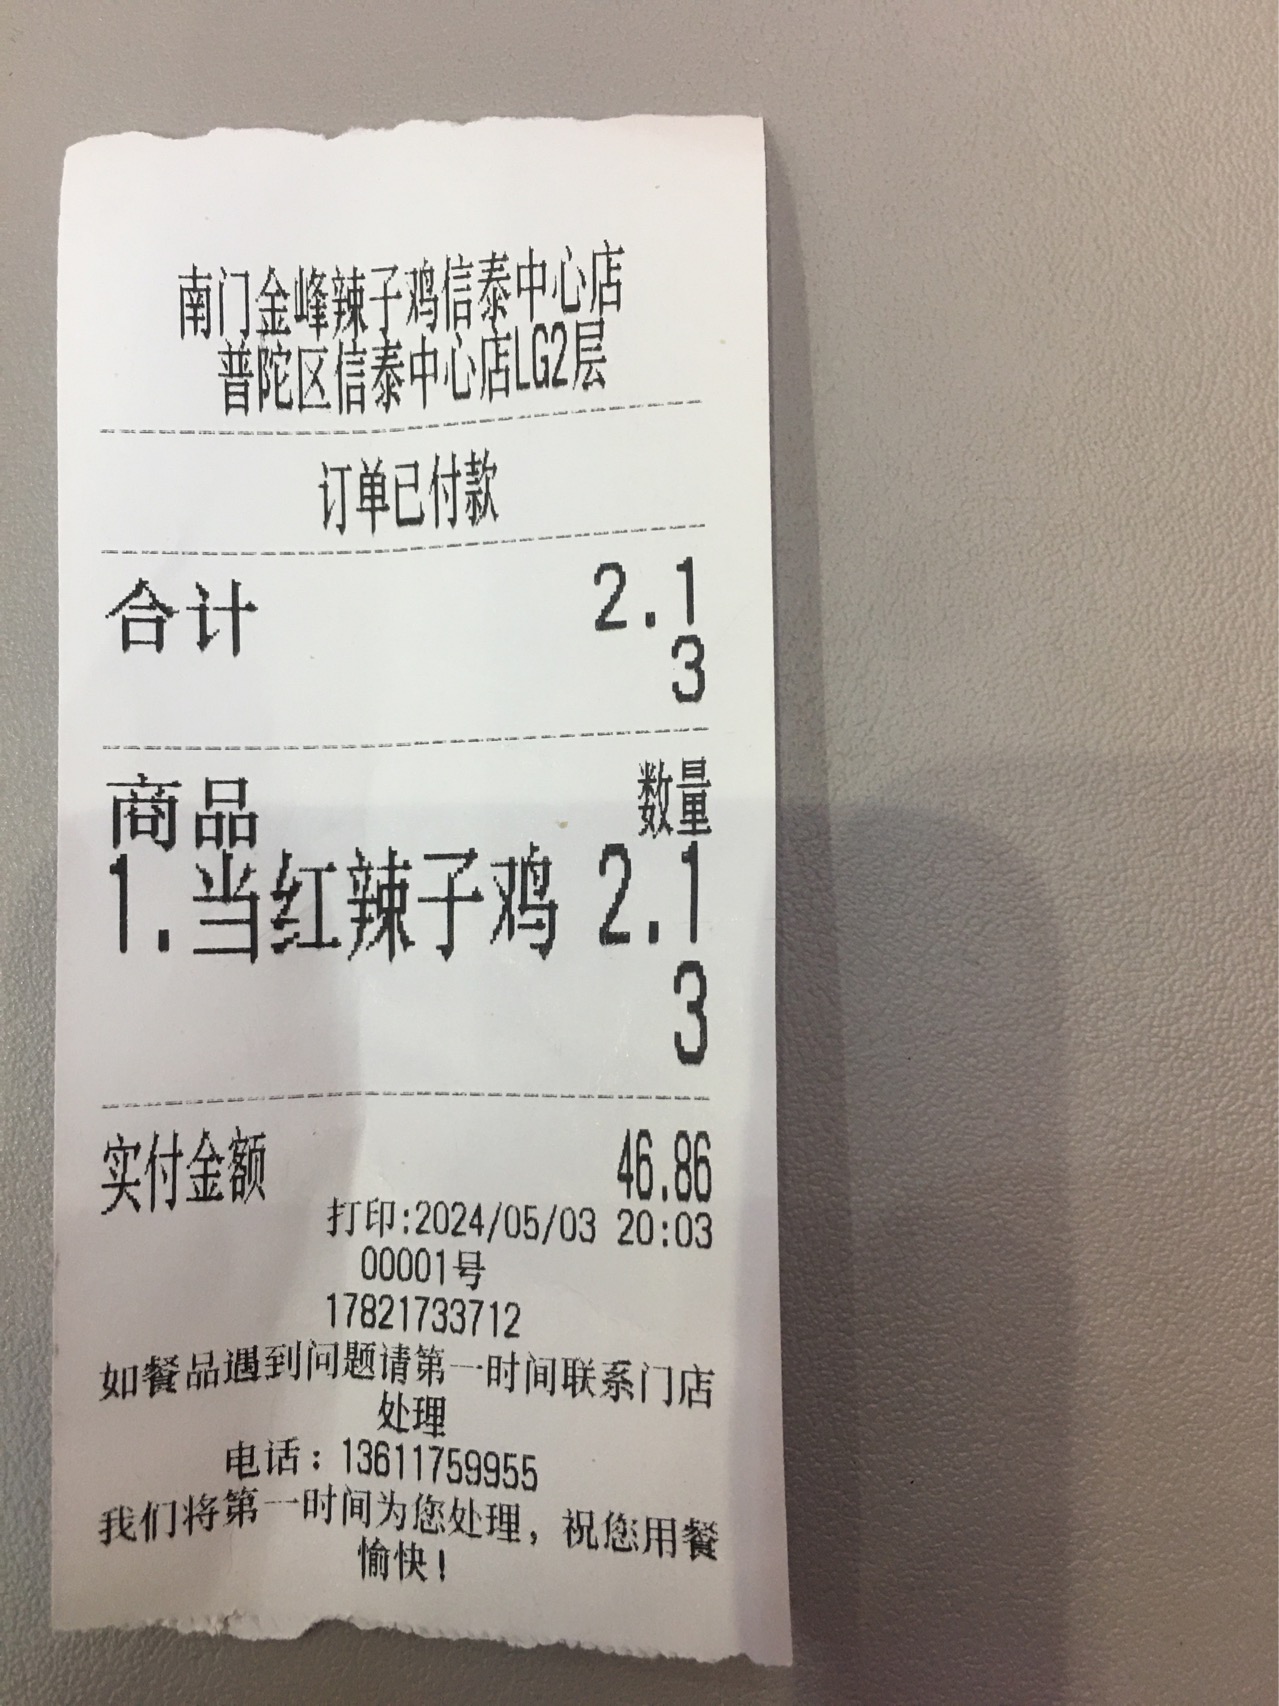 南门金峰辣子鸡信泰中心店
普陀区信泰中心店LG2层
订单已付款
合计 2.1
3
商品 数量
1.当红辣子鸡 2.1
3
实付金额 46.86
打印:2024/05/03 20:03
00001号
17821733712
如餐品遇到问题请第一时间联系门店
处理
电话：13611759955
我们将第一时间为您处理，祝您用餐
愉快！